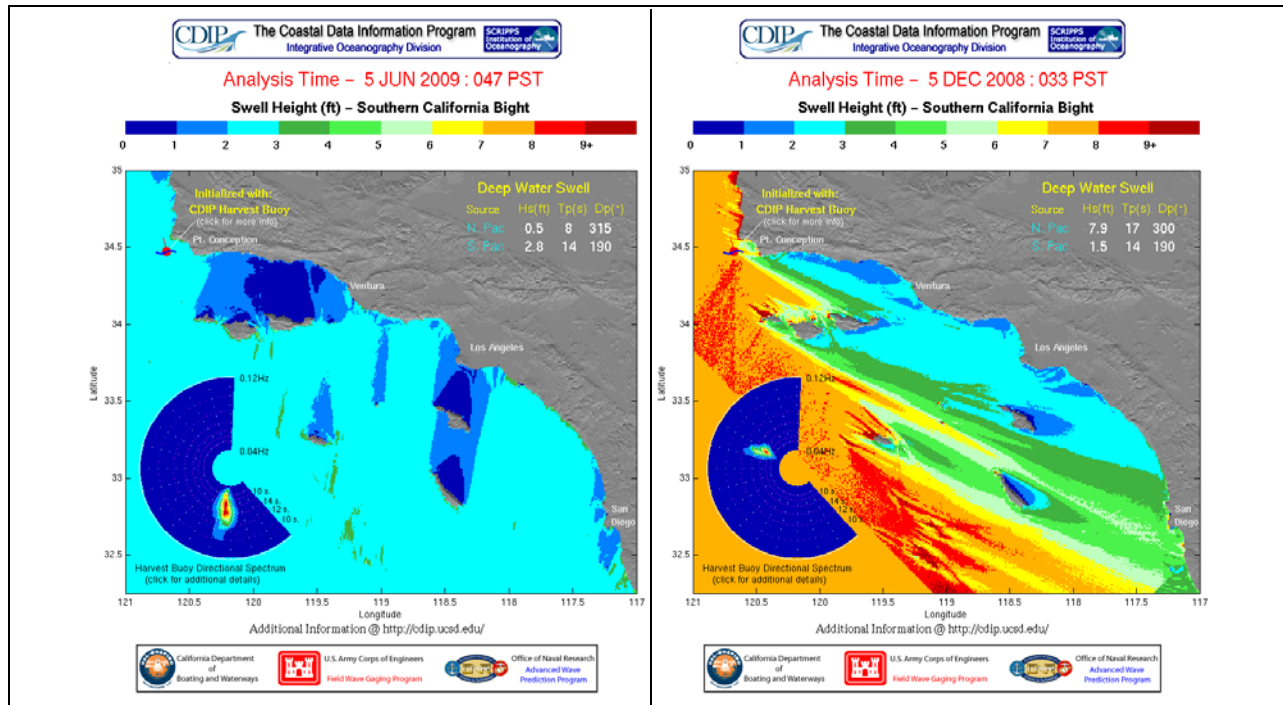 CDIP The Coastal Data Information Program
Integrative Oceanography Division
SCRIPPS
Institution of
Oceanography
Analysis Time – 5 JUN 2009 : 047 PST
Swell Height (ft) – Southern California Bight
0 1 2 3 4 5 6 7 8 9+
35
34.5
34
33.5
33
32.5
Latitude
Initialized with:
CDIP Harvest Buoy
(click for more info)
Pt. Conception
Deep Water Swell
Source Hs(ft) Tp(s) Dp(°)
N. Pac 0.5 8 315
S. Pac 2.8 14 190
Ventura
Los Angeles
San
Diego
0.12Hz
0.04Hz
18 s.
14 s.
12 s.
10 s.
Harvest Buoy Directional Spectrum
(click for additional details)
121 120.5 120 119.5 119 118.5 118 117.5 117
Longitude
Additional Information @ http://cdip.ucsd.edu/
California Department
of
Boating and Waterways
U.S. Army Corps of Engineers
Field Wave Gaging Program
Office of Naval Research
Advanced Wave
Prediction Program
CDIP The Coastal Data Information Program
Integrative Oceanography Division
SCRIPPS
Institution of
Oceanography
Analysis Time – 5 DEC 2008 : 033 PST
Swell Height (ft) – Southern California Bight
0 1 2 3 4 5 6 7 8 9+
35
34.5
34
33.5
33
32.5
Latitude
Initialized with:
CDIP Harvest Buoy
(click for more info)
Pt. Conception
Deep Water Swell
Source Hs(ft) Tp(s) Dp(°)
N. Pac 7.9 17 300
S. Pac 1.5 14 190
Ventura
Los Angeles
San
Diego
0.12Hz
0.04Hz
18 s.
14 s.
12 s.
10 s.
Harvest Buoy Directional Spectrum
(click for additional details)
121 120.5 120 119.5 119 118.5 118 117.5 117
Longitude
Additional Information @ http://cdip.ucsd.edu/
California Department
of
Boating and Waterways
U.S. Army Corps of Engineers
Field Wave Gaging Program
Office of Naval Research
Advanced Wave
Prediction Program